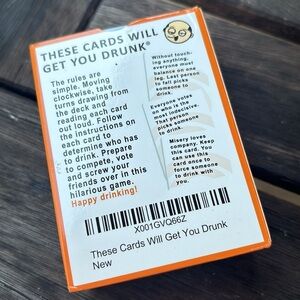 THESE CARDS WILL
GET YOU DRUNK®
The rules are
simple. Moving
clockwise, take
turns drawing from
the deck and
reading each card
out loud. Follow
the instructions on
each card to
determine who has
to drink. Prepare
to compete, vote
and screw your
friends over in this
hilarious game.
Happy drinking!
Without touch-
ing anything,
everyone must
balance on one
leg. Last person
to fall picks
someone to
drink.
Everyone votes
on who is the
most indecisive.
That person
picks someone
to drink.
Misery loves
company. Keep
this card. You
can use this
card once to
force someone
to drink with
you.
X001GVQ66Z
These Cards Will Get You Drunk
New